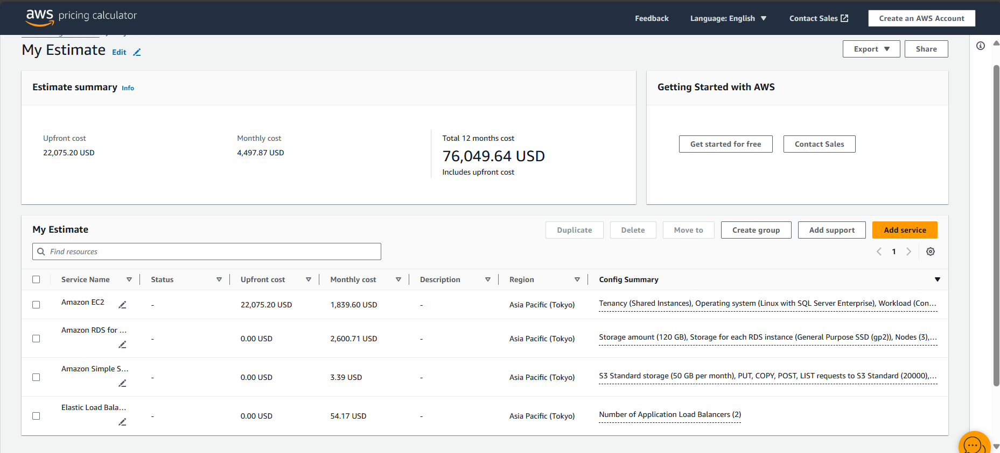 aws pricing calculator
Feedback
Language: English
Contact Sales
Create an AWS Account
My Estimate
Edit
Export
Share
Estimate summary
Info
Upfront cost
22,075.20 USD
Monthly cost
4,497.87 USD
Total 12 months cost
76,049.64 USD
Includes upfront cost
Getting Started with AWS
Get started for free
Contact Sales
My Estimate
Duplicate
Delete
Move to
Create group
Add support
Add service
Find resources
1
Service Name
Status
Upfront cost
Monthly cost
Description
Region
Config Summary
Amazon EC2
-
22,075.20 USD
1,839.60 USD
-
Asia Pacific (Tokyo)
Tenancy (Shared Instances), Operating system (Linux with SQL Server Enterprise), Workload (Con...
Amazon RDS for ...
-
0.00 USD
2,600.71 USD
-
Asia Pacific (Tokyo)
Storage amount (120 GB), Storage for each RDS instance (General Purpose SSD (gp2)), Nodes (3),...
Amazon Simple S...
-
0.00 USD
3.39 USD
-
Asia Pacific (Tokyo)
S3 Standard storage (50 GB per month), PUT, COPY, POST, LIST requests to S3 Standard (20000),...
Elastic Load Bala...
-
0.00 USD
54.17 USD
-
Asia Pacific (Tokyo)
Number of Application Load Balancers (2)